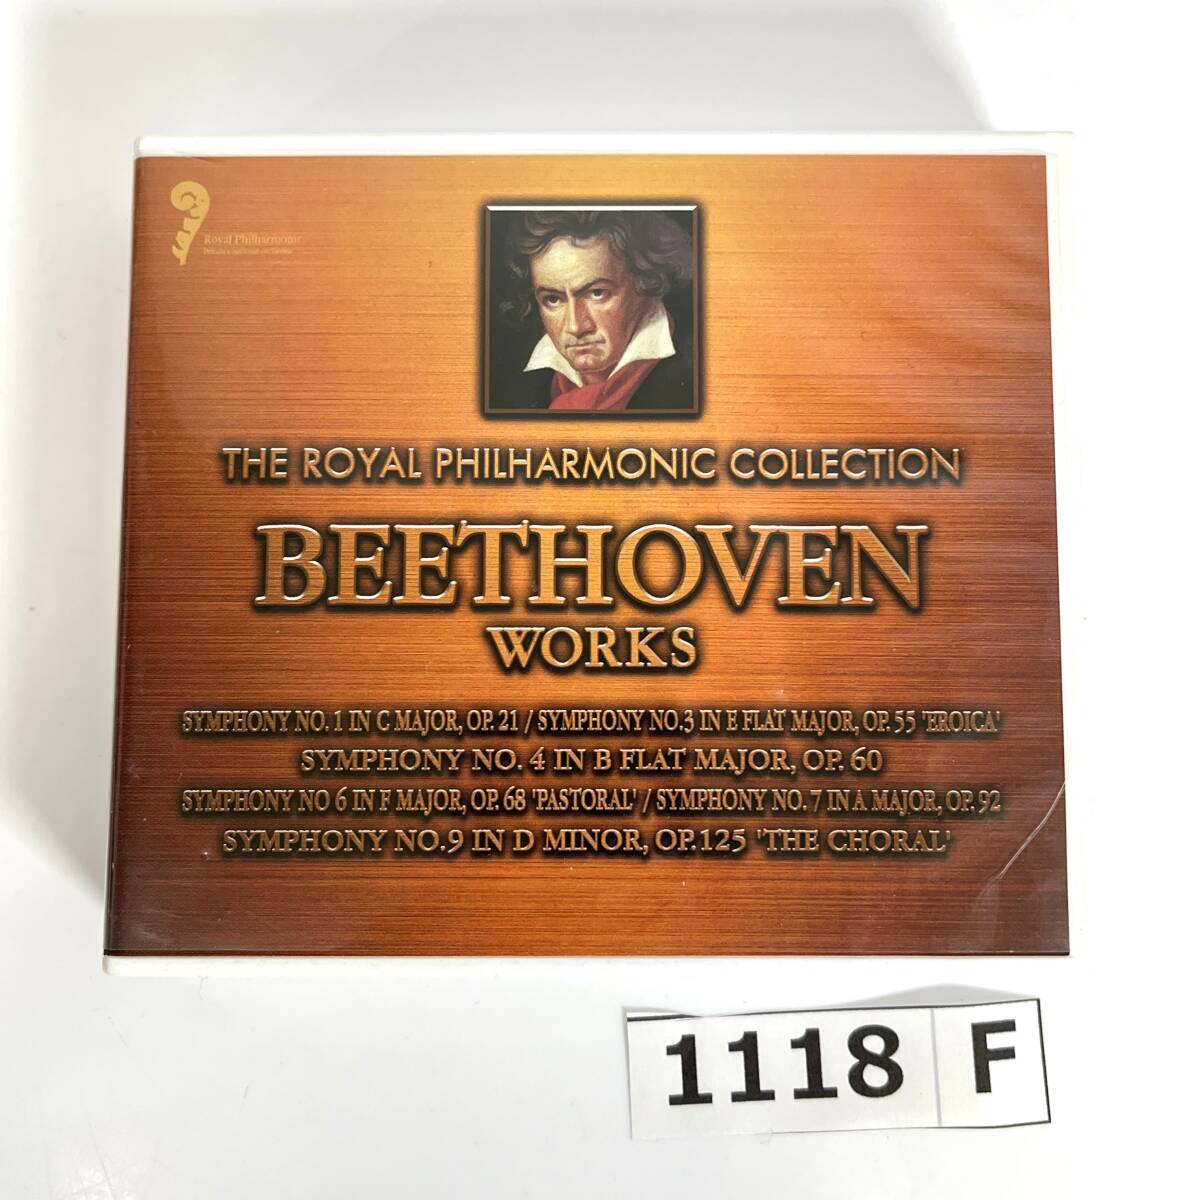 Royal Philharmonic
Britain's national orchestra
THE ROYAL PHILHARMONIC COLLECTION
BEETHOVEN
WORKS
SYMPHONY NO. 1 IN C MAJOR, OP. 21 / SYMPHONY NO.3 IN E FLAT MAJOR, OP. 55 'EROICA'
SYMPHONY NO. 4 IN B FLAT MAJOR, OP. 60
SYMPHONY NO 6 IN F MAJOR, OP. 68 'PASTORAL' / SYMPHONY NO. 7 IN A MAJOR, OP. 92
SYMPHONY NO.9 IN D MINOR, OP.125 'THE CHORAL'
1118 F